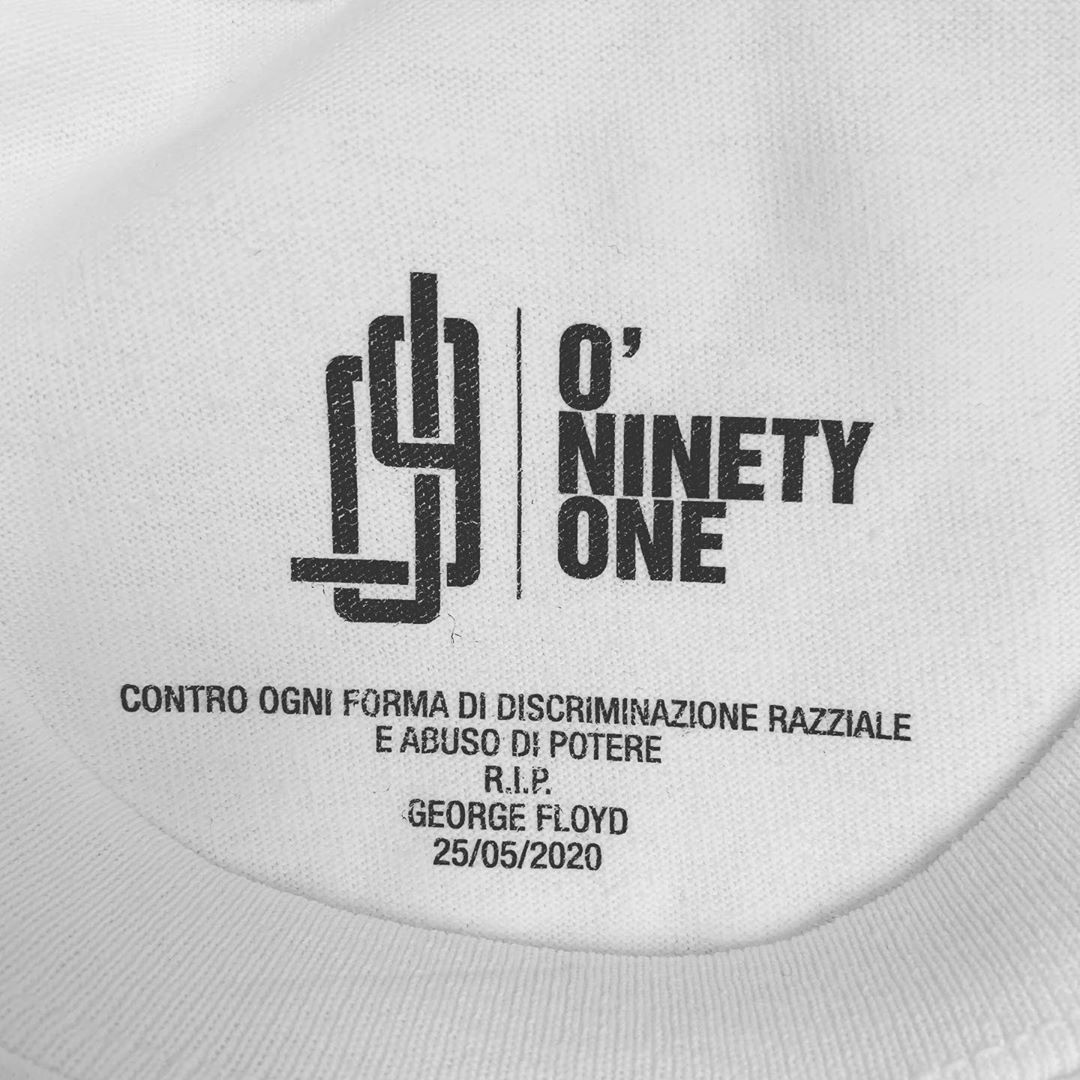 O'
NINETY
ONE
CONTRO OGNI FORMA DI DISCRIMINAZIONE RAZZIALE
E ABUSO DI POTERE
R.I.P.
GEORGE FLOYD
25/05/2020